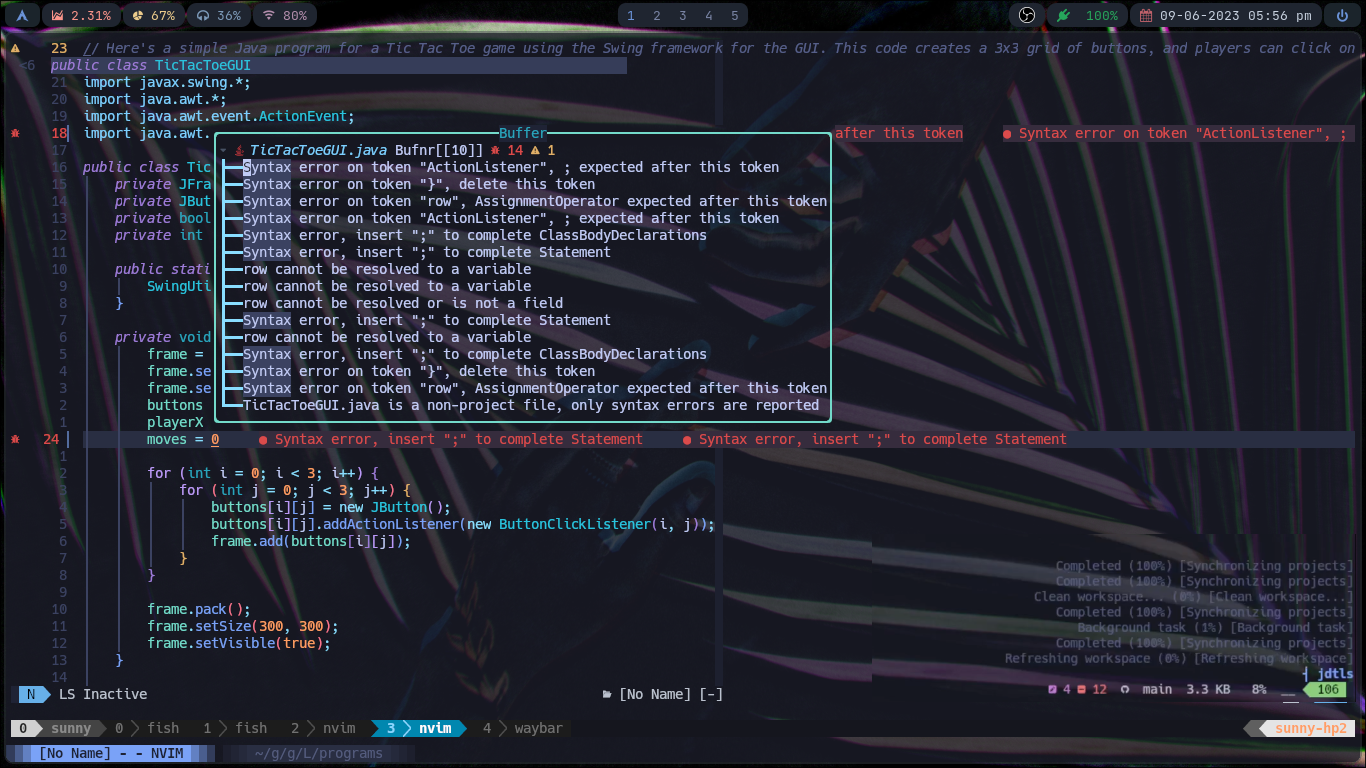 2.31% 67% 36% 80% 1 2 3 4 5 100% 09-06-2023 05:56 pm
23 // Here's a simple Java program for a Tic Tac Toe game using the Swing framework for the GUI. This code creates a 3x3 grid of buttons, and players can click on
<6 public class TicTacToeGUI
21 import javax.swing.*;
20 import java.awt.*;
19 import java.awt.event.ActionEvent;
18 import java.awt. after this token ● Syntax error on token "ActionListener", ;
Buffer
17 TicTacToeGUI.java Bufnr[[10]] 14 1
16 public class Tic Syntax error on token "ActionListener", ; expected after this token
15 private JFra Syntax error on token "}", delete this token
14 private JBut Syntax error on token "row", AssignmentOperator expected after this token
13 private bool Syntax error on token "ActionListener", ; expected after this token
12 private int Syntax error, insert ";" to complete ClassBodyDeclarations
11 Syntax error, insert ";" to complete Statement
10 public stati row cannot be resolved to a variable
9 SwingUti row cannot be resolved to a variable
8 } row cannot be resolved or is not a field
7 Syntax error, insert ";" to complete Statement
6 private void row cannot be resolved to a variable
5 frame = Syntax error, insert ";" to complete ClassBodyDeclarations
4 frame.se Syntax error on token "}", delete this token
3 frame.se Syntax error on token "row", AssignmentOperator expected after this token
2 buttons TicTacToeGUI.java is a non-project file, only syntax errors are reported
1 playerX
24 moves = 0 ● Syntax error, insert ";" to complete Statement ● Syntax error, insert ";" to complete Statement
1
2 for (int i = 0; i < 3; i++) {
3 for (int j = 0; j < 3; j++) {
4 buttons[i][j] = new JButton();
5 buttons[i][j].addActionListener(new ButtonClickListener(i, j));
6 frame.add(buttons[i][j]);
7 }
8 }
9
10 frame.pack();
11 frame.setSize(300, 300);
12 frame.setVisible(true);
13 }
14
Completed (100%) [Synchronizing projects]
Completed (100%) [Synchronizing projects]
Clean workspace... (0%) [Clean workspace...]
Completed (100%) [Synchronizing projects]
Background task (1%) [Background task]
Completed (100%) [Synchronizing projects]
Refreshing workspace (0%) [Refreshing workspace]
jdtls
N LS Inactive [No Name] [-] 4 12 main 3.3 KB 8% __ 106
0 sunny 0 fish 1 fish 2 nvim 3 nvim 4 waybar sunny-hp2
[No Name] - - NVIM ~/g/g/L/programs